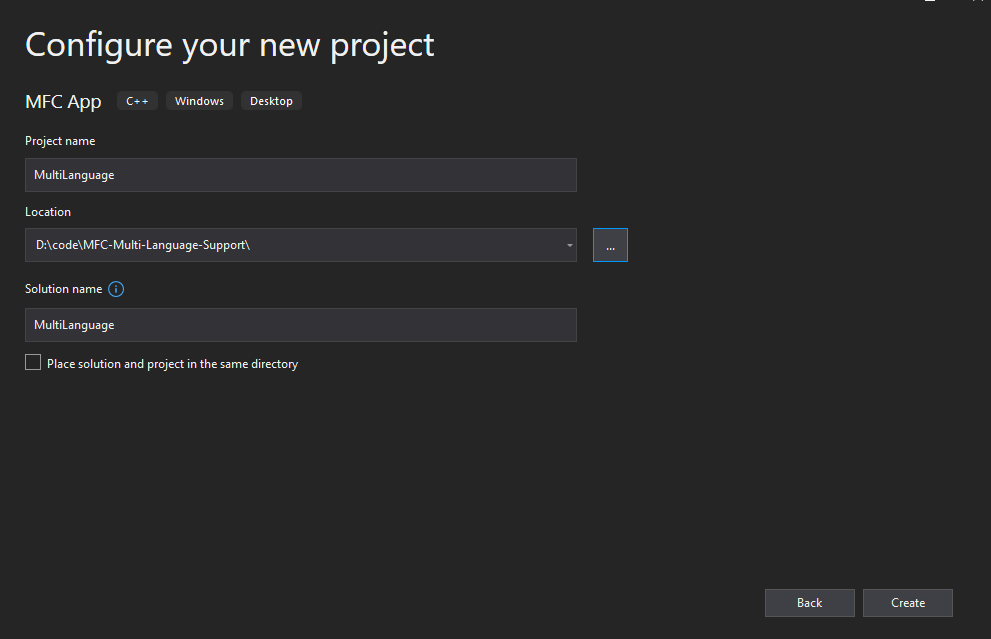 Configure your new project
MFC App C++ Windows Desktop
Project name
MultiLanguage
Location
D:\code\MFC-Multi-Language-Support\
...
Solution name
MultiLanguage
Place solution and project in the same directory
Back Create